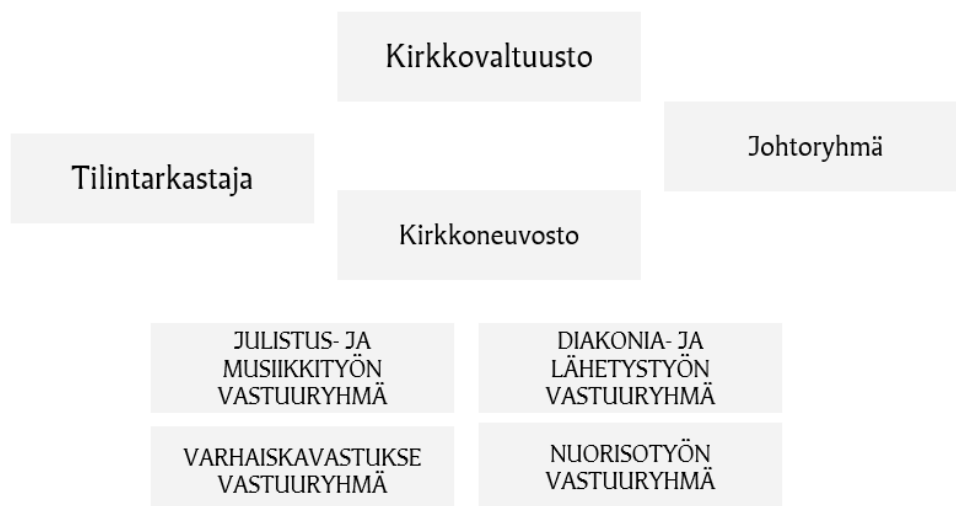 Kirkkovaltuusto
Johtoryhmä
Tilintarkastaja
Kirkkoneuvosto
JULISTUS- JA
MUSIIKKITYÖN
VASTUURYHMÄ
DIAKONIA- JA
LÄHETYSTYÖN
VASTUURYHMÄ
VARHAISKAVASTUKSE
VASTUURYHMÄ
NUORISOTYÖN
VASTUURYHMÄ